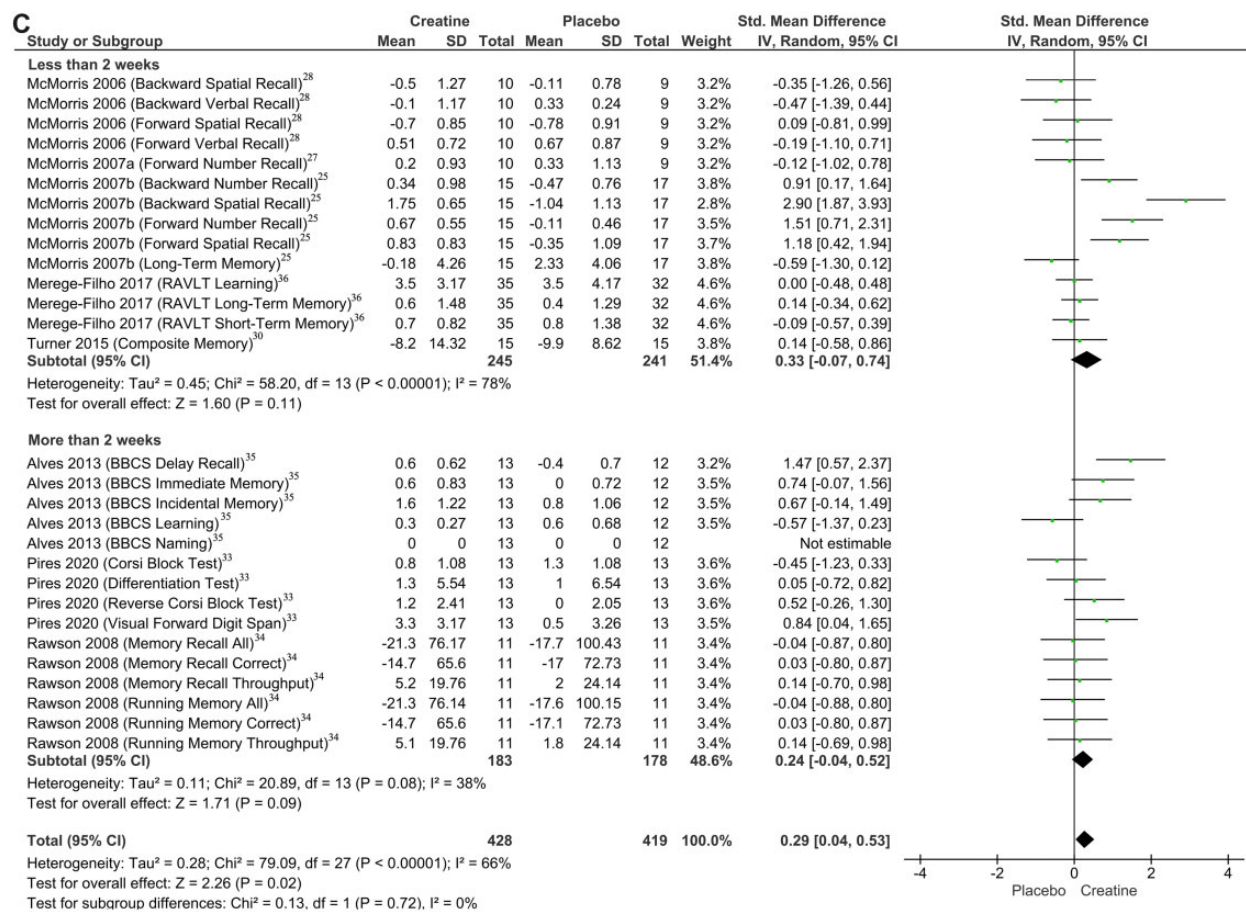 C
Creatine Placebo Std. Mean Difference Std. Mean Difference
Study or Subgroup Mean SD Total Mean SD Total Weight IV, Random, 95% CI IV, Random, 95% CI
Less than 2 weeks
McMorris 2006 (Backward Spatial Recall)²⁸ -0.5 1.27 10 -0.11 0.78 9 3.2% -0.35 [-1.26, 0.56]
McMorris 2006 (Backward Verbal Recall)²⁸ -0.1 1.17 10 0.33 0.24 9 3.2% -0.47 [-1.39, 0.44]
McMorris 2006 (Forward Spatial Recall)²⁸ -0.7 0.85 10 -0.78 0.91 9 3.2% 0.09 [-0.81, 0.99]
McMorris 2006 (Forward Verbal Recall)²⁸ 0.51 0.72 10 0.67 0.87 9 3.2% -0.19 [-1.10, 0.71]
McMorris 2007a (Forward Number Recall)²⁷ 0.2 0.93 10 0.33 1.13 9 3.2% -0.12 [-1.02, 0.78]
McMorris 2007b (Backward Number Recall)²⁵ 0.34 0.98 15 -0.47 0.76 17 3.8% 0.91 [0.17, 1.64]
McMorris 2007b (Backward Spatial Recall)²⁵ 1.75 0.65 15 -1.04 1.13 17 2.8% 2.90 [1.87, 3.93]
McMorris 2007b (Forward Number Recall)²⁵ 0.67 0.55 15 -0.11 0.46 17 3.7% 1.51 [0.71, 2.31]
McMorris 2007b (Forward Spatial Recall)²⁵ 0.83 0.83 15 -0.35 1.09 17 3.7% 1.18 [0.42, 1.94]
McMorris 2007b (Long-Term Memory)²⁵ -0.18 4.26 15 2.33 4.06 17 3.8% -0.59 [-1.30, 0.12]
Merege-Filho 2017 (RAVLT Learning)³⁶ 3.5 3.17 35 3.5 4.17 32 4.6% 0.00 [-0.48, 0.48]
Merege-Filho 2017 (RAVLT Long-Term Memory)³⁶ 0.6 1.48 35 0.4 1.29 32 4.6% 0.14 [-0.34, 0.62]
Merege-Filho 2017 (RAVLT Short-Term Memory)³⁶ 0.7 0.82 35 0.8 1.38 32 4.6% -0.09 [-0.57, 0.39]
Turner 2015 (Composite Memory)³⁰ -8.2 14.32 15 -9.9 8.62 15 3.8% 0.14 [-0.58, 0.86]
Subtotal (95% CI) 245 241 51.4% 0.33 [-0.07, 0.74]
Heterogeneity: Tau² = 0.45; Chi² = 58.20, df = 13 (P < 0.00001); I² = 78%
Test for overall effect: Z = 1.60 (P = 0.11)
More than 2 weeks
Alves 2013 (BBCS Delay Recall)³⁵ 0.6 0.62 13 -0.4 0.7 12 3.2% 1.47 [0.57, 2.37]
Alves 2013 (BBCS Immediate Memory)³⁵ 0.6 0.83 13 0 0.72 12 3.5% 0.74 [-0.07, 1.56]
Alves 2013 (BBCS Incidental Memory)³⁵ 1.6 1.22 13 0.8 1.06 12 3.5% 0.67 [-0.14, 1.49]
Alves 2013 (BBCS Learning)³⁵ 0.3 0.27 13 0.6 0.68 12 3.5% -0.57 [-1.37, 0.23]
Alves 2013 (BBCS Naming)³⁵ 0 0 13 0 0 12 Not estimable
Pires 2020 (Corsi Block Test)³³ 0.8 1.08 13 1.3 1.08 13 3.6% -0.45 [-1.23, 0.33]
Pires 2020 (Differentiation Test)³³ 1.3 5.54 13 1 6.54 13 3.6% 0.05 [-0.72, 0.82]
Pires 2020 (Reverse Corsi Block Test)³³ 1.2 2.41 13 0 2.05 13 3.6% 0.52 [-0.26, 1.30]
Pires 2020 (Visual Forward Digit Span)³³ 3.3 3.17 13 0.5 3.26 13 3.5% 0.84 [0.04, 1.65]
Rawson 2008 (Memory Recall All)³⁴ -21.3 76.17 11 -17.7 100.43 11 3.4% -0.04 [-0.87, 0.80]
Rawson 2008 (Memory Recall Correct)³⁴ -14.7 65.6 11 -17 72.73 11 3.4% 0.03 [-0.80, 0.87]
Rawson 2008 (Memory Recall Throughput)³⁴ 5.2 19.76 11 2 24.14 11 3.4% 0.14 [-0.70, 0.98]
Rawson 2008 (Running Memory All)³⁴ -21.3 76.14 11 -17.6 100.15 11 3.4% -0.04 [-0.88, 0.80]
Rawson 2008 (Running Memory Correct)³⁴ -14.7 65.6 11 -17.1 72.73 11 3.4% 0.03 [-0.80, 0.87]
Rawson 2008 (Running Memory Throughput)³⁴ 5.1 19.76 11 1.8 24.14 11 3.4% 0.14 [-0.69, 0.98]
Subtotal (95% CI) 183 178 48.6% 0.24 [-0.04, 0.52]
Heterogeneity: Tau² = 0.11; Chi² = 20.89, df = 13 (P = 0.08); I² = 38%
Test for overall effect: Z = 1.71 (P = 0.09)
Total (95% CI) 428 419 100.0% 0.29 [0.04, 0.53]
Heterogeneity: Tau² = 0.28; Chi² = 79.09, df = 27 (P < 0.00001); I² = 66%
Test for overall effect: Z = 2.26 (P = 0.02)
Test for subgroup differences: Chi² = 0.13, df = 1 (P = 0.72), I² = 0%
-4 -2 0 2 4
Placebo Creatine